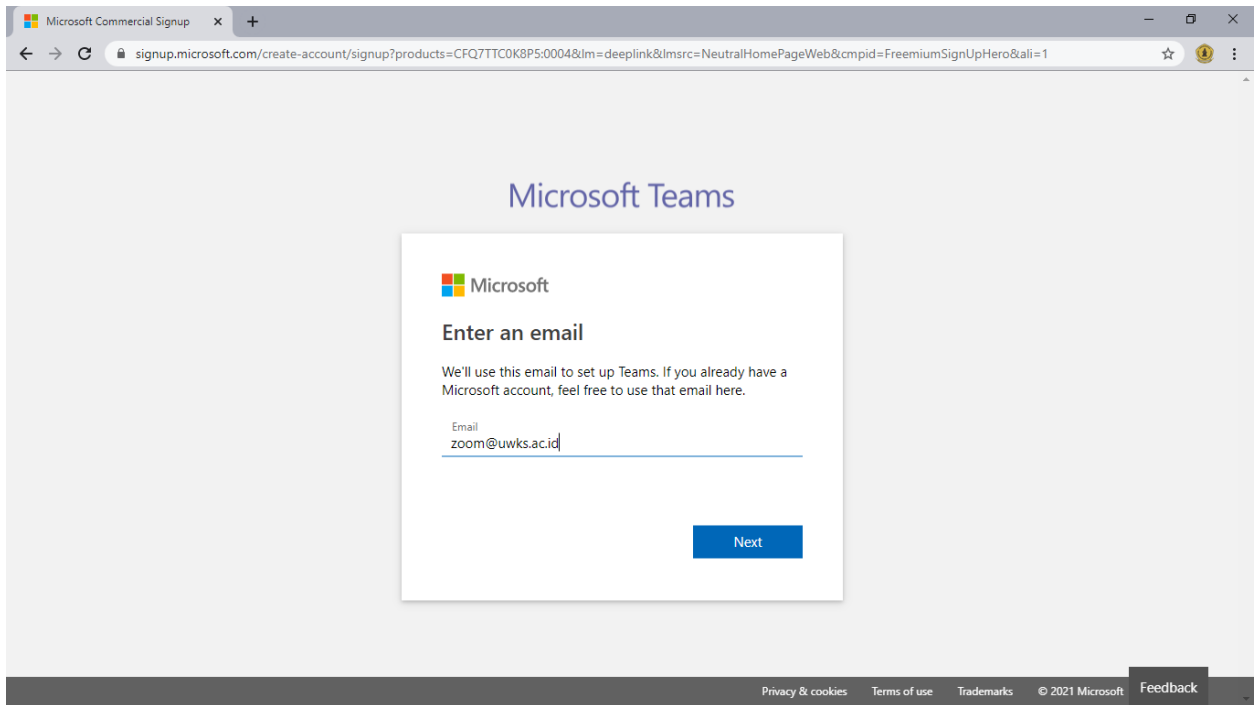 Microsoft Commercial Signup
signup.microsoft.com/create-account/signup?products=CFQ7TTC0K8P5:0004&lm=deeplink&lmsrc=NeutralHomePageWeb&cmpid=FreemiumSignUpHero&ali=1
Microsoft Teams
Microsoft
Enter an email
We'll use this email to set up Teams. If you already have a
Microsoft account, feel free to use that email here.
Email
zoom@uwks.ac.id
Next
Privacy & cookies Terms of use Trademarks © 2021 Microsoft Feedback